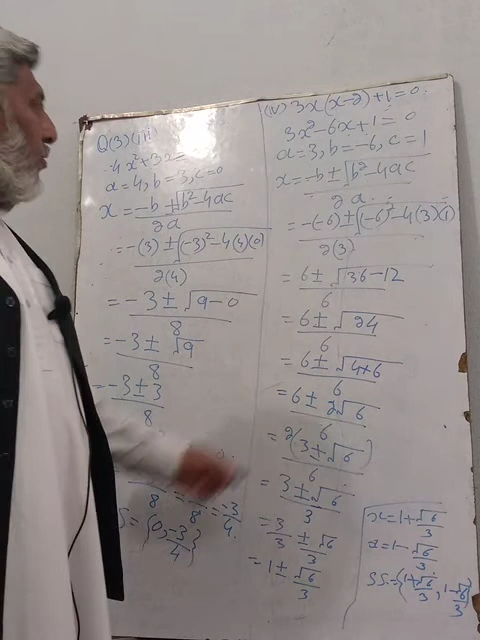 Q(3)(iii)
4x²+3x=
a=4, b=3, c=0
x = -b ± √b²-4ac
2a
= -(3) ± √(-3)²-4(3)(0)
2(4)
= -3 ± √9-0
8
= -3 ± √9
8
= -3 ± 3
8
8 8 = -3
4.
S = {0, -3
4}
(iv) 3x(x-2)+1=0.
3x²-6x+1=0
a=3, b=-6, c=1
x = -b ± √b²-4ac
2a
= -(-6) ± √(-6)²-4(3)(1)
2(3)
= 6 ± √36-12
6
= 6 ± √24
6
= 6 ± √4+6
6
= 6 ± 2√6
6
= 2(3 ± √6)
6
= 3 ± √6
3
= 3 ± √6
3 3
= 1 ± √6
3
x = 1+√6
3
x = 1-√6
3
SS = {1+√6, 1-√6}
3 3